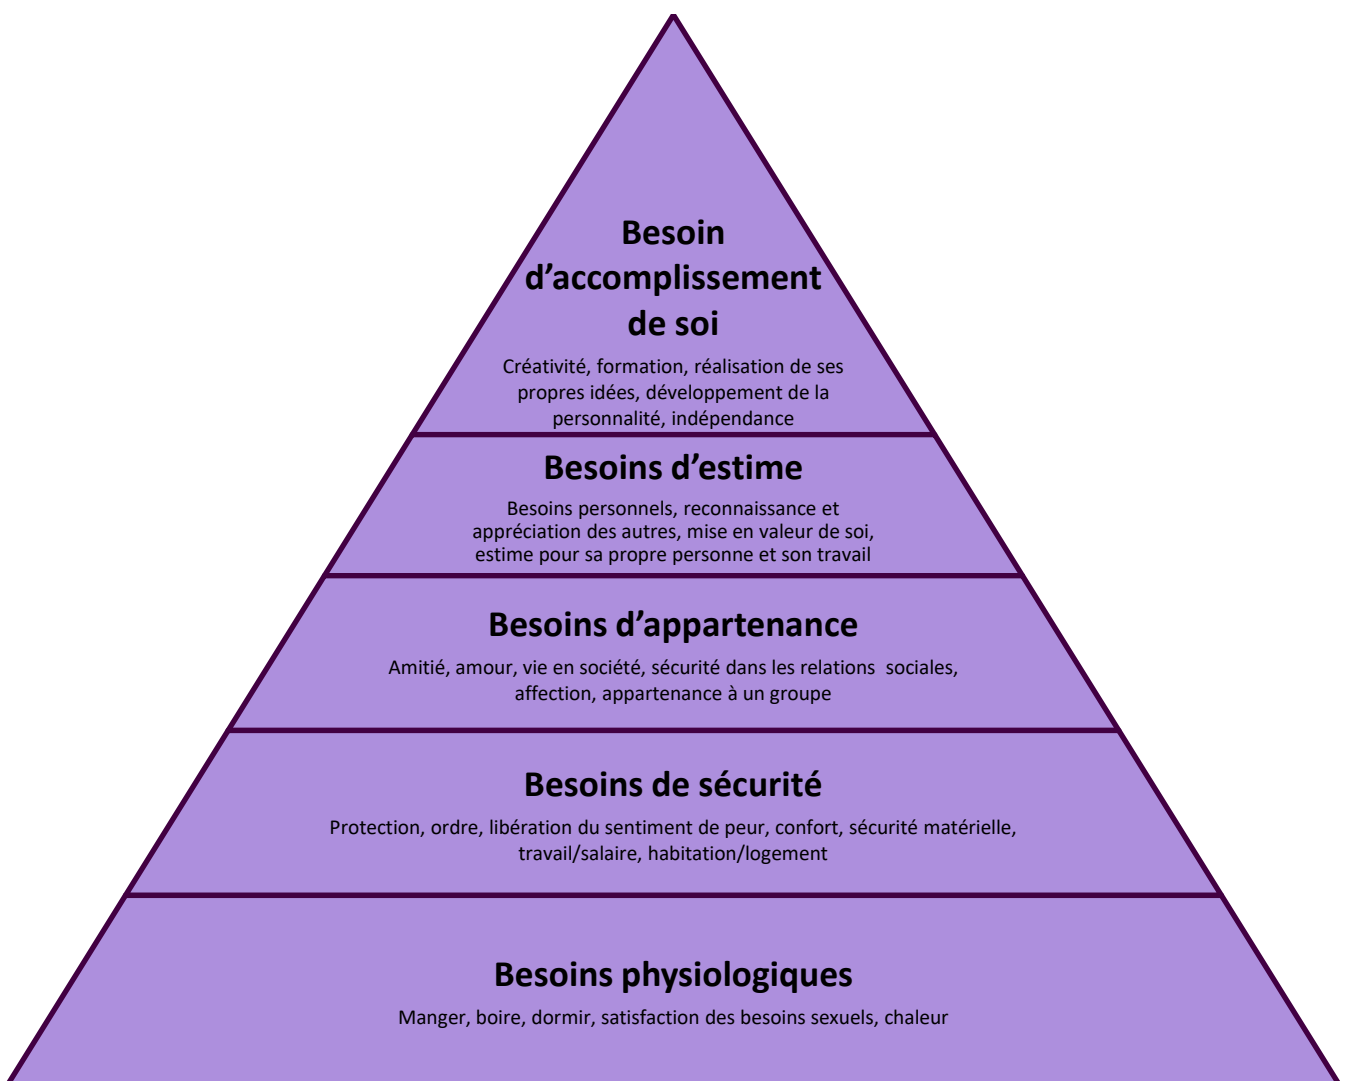 Besoin
d’accomplissement
de soi
Créativité, formation, réalisation de ses
propres idées, développement de la
personnalité, indépendance
Besoins d’estime
Besoins personnels, reconnaissance et
appréciation des autres, mise en valeur de soi,
estime pour sa propre personne et son travail
Besoins d’appartenance
Amitié, amour, vie en société, sécurité dans les relations  sociales,
affection, appartenance à un groupe
Besoins de sécurité
Protection, ordre, libération du sentiment de peur, confort, sécurité matérielle,
travail/salaire, habitation/logement
Besoins physiologiques
Manger, boire, dormir, satisfaction des besoins sexuels, chaleur